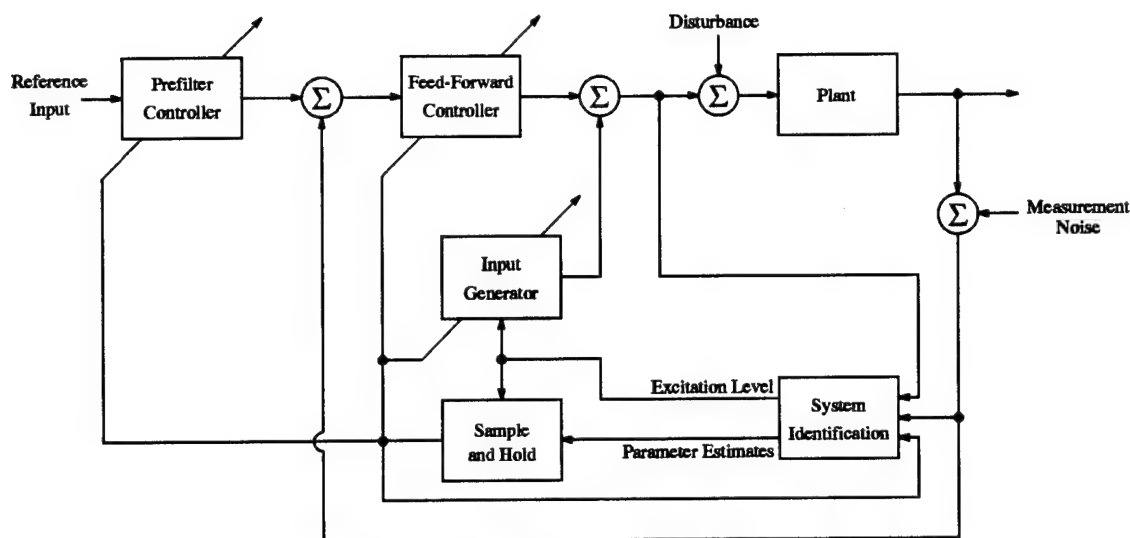 Disturbance
Reference
Input
Prefilter
Controller
Σ
Feed-Forward
Controller
Σ
Σ
Plant
Σ
Measurement
Noise
Input
Generator
Excitation Level
System
Identification
Sample
and Hold
Parameter Estimates